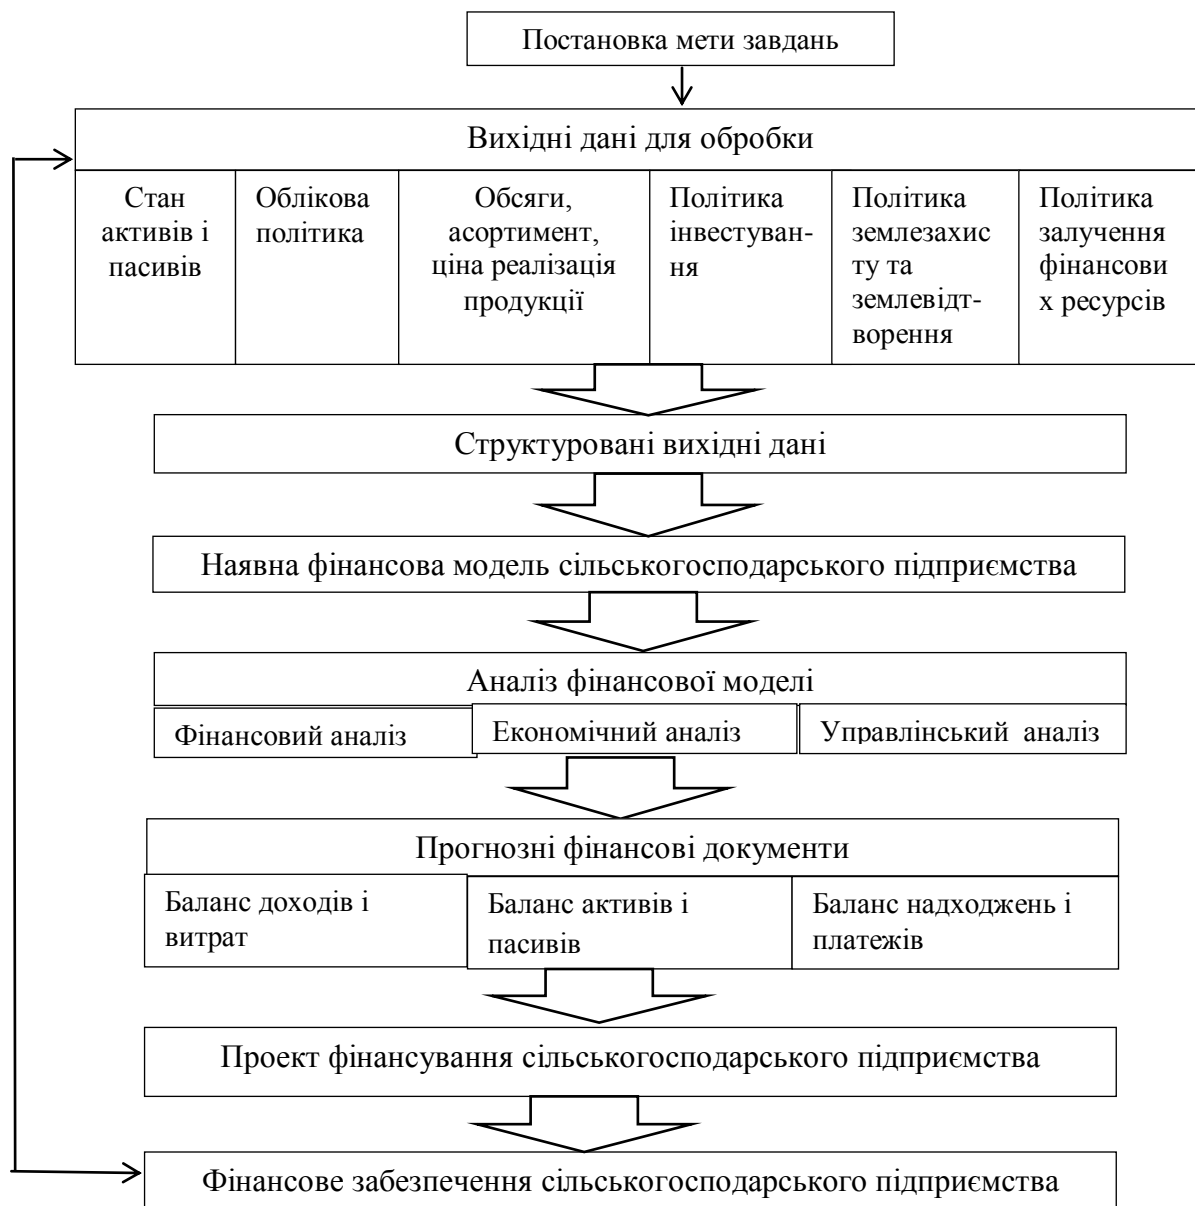 Постановка мети завдань
Вихідні дані для обробки
Стан
активів і
пасивів
Облікова
політика
Обсяги,
асортимент,
ціна реалізація
продукції
Політика
інвестуван-
ня
Політика
землезахис
ту та
землевідт-
ворення
Політика
залучення
фінансови
х ресурсів
Структуровані вихідні дані
Наявна фінансова модель сільськогосподарського підприємства
Аналіз фінансової моделі
Фінансовий аналіз
Економічний аналіз
Управлінський аналіз
Прогнозні фінансові документи
Баланс доходів і
витрат
Баланс активів і
пасивів
Баланс надходжень і
платежів
Проект фінансування сільськогосподарського підприємства
Фінансове забезпечення сільськогосподарського підприємства